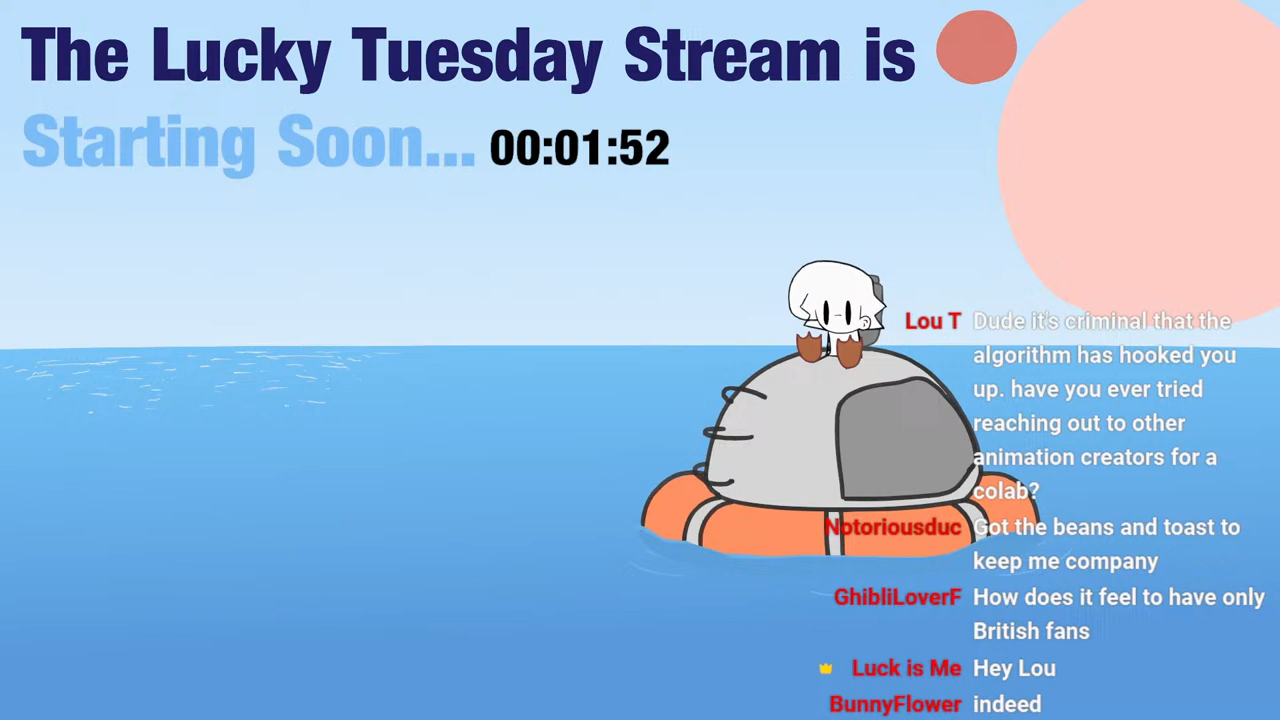 The Lucky Tuesday Stream is
Starting Soon... 00:01:52
Lou T Dude it's criminal that the
algorithm has hooked you
up. have you ever tried
reaching out to other
animation creators for a
colab?
Notoriousduc Got the beans and toast to
keep me company
GhibliLoverF How does it feel to have only
British fans
Luck is Me Hey Lou
BunnyFlower indeed